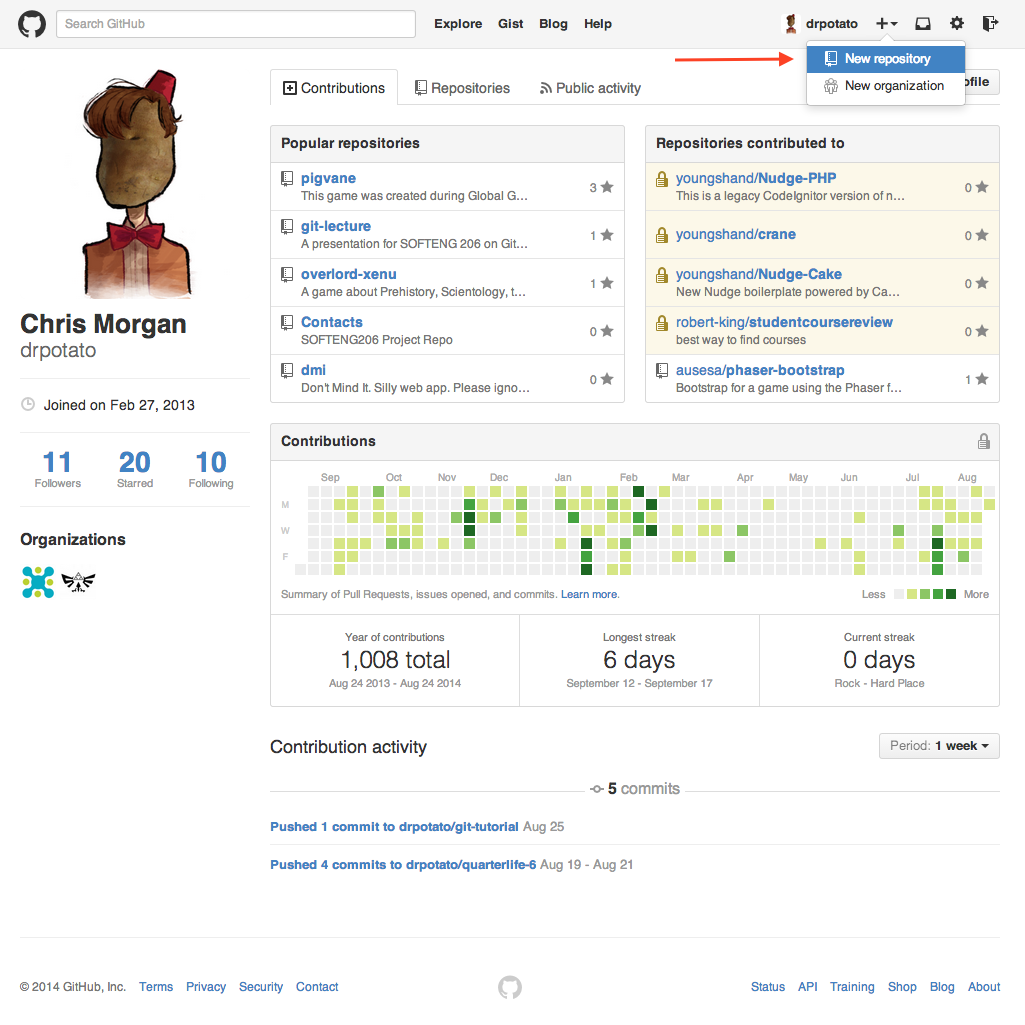 Search GitHub
Explore Gist Blog Help
drpotato
New repository
New organization
ofile
Contributions
Repositories
Public activity
Chris Morgan
drpotato
Joined on Feb 27, 2013
11
Followers
20
Starred
10
Following
Organizations
Popular repositories
pigvane
This game was created during Global G…
3
git-lecture
A presentation for SOFTENG 206 on Git…
1
overlord-xenu
A game about Prehistory, Scientology, t…
1
Contacts
SOFTENG206 Project Repo
0
dmi
Don't Mind It. Silly web app. Please igno…
0
Repositories contributed to
youngshand/Nudge-PHP
This is a legacy CodeIgnitor version of n…
0
youngshand/crane
0
youngshand/Nudge-Cake
New Nudge boilerplate powered by Ca…
0
robert-king/studentcoursereview
best way to find courses
0
ausesa/phaser-bootstrap
Bootstrap for a game using the Phaser f…
1
Contributions
Sep Oct Nov Dec Jan Feb Mar Apr May Jun Jul Aug
M
W
F
Summary of Pull Requests, issues opened, and commits. Learn more.
Less More
Year of contributions
1,008 total
Aug 24 2013 - Aug 24 2014
Longest streak
6 days
September 12 - September 17
Current streak
0 days
Rock - Hard Place
Contribution activity
Period: 1 week
5 commits
Pushed 1 commit to drpotato/git-tutorial Aug 25
Pushed 4 commits to drpotato/quarterlife-6 Aug 19 - Aug 21
© 2014 GitHub, Inc. Terms Privacy Security Contact
Status API Training Shop Blog About